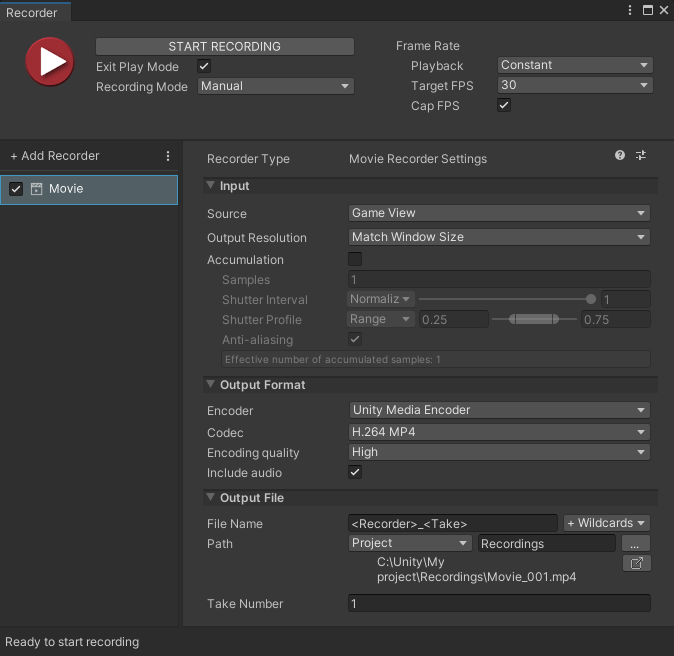 Recorder
START RECORDING
Exit Play Mode
Recording Mode Manual
Frame Rate
Playback Constant
Target FPS 30
Cap FPS
+ Add Recorder
Movie
Recorder Type Movie Recorder Settings
Input
Source Game View
Output Resolution Match Window Size
Accumulation
Samples 1
Shutter Interval Normaliz 1
Shutter Profile Range 0.25 0.75
Anti-aliasing
Effective number of accumulated samples: 1
Output Format
Encoder Unity Media Encoder
Codec H.264 MP4
Encoding quality High
Include audio
Output File
File Name <Recorder>_<Take> + Wildcards
Path Project Recordings ...
C:\Unity\My
project\Recordings\Movie_001.mp4
Take Number 1
Ready to start recording